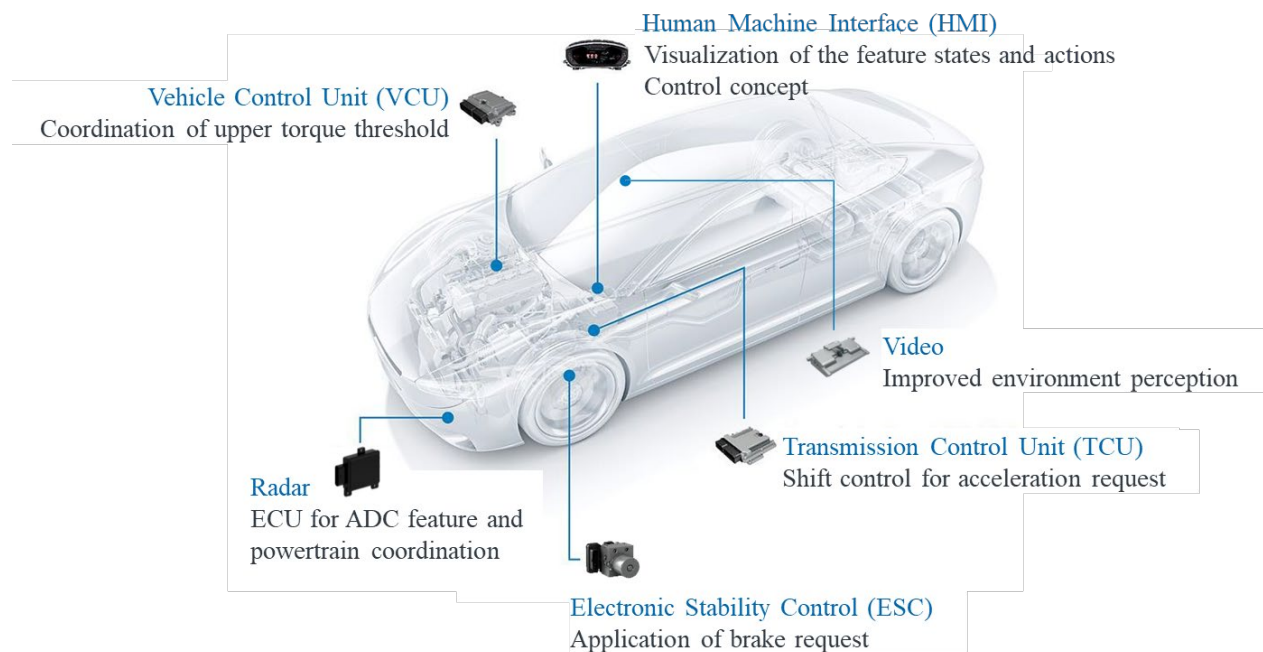 Human Machine Interface (HMI)
Visualization of the feature states and actions
Control concept
Vehicle Control Unit (VCU)
Coordination of upper torque threshold
Video
Improved environment perception
Transmission Control Unit (TCU)
Shift control for acceleration request
Radar
ECU for ADC feature and
powertrain coordination
Electronic Stability Control (ESC)
Application of brake request